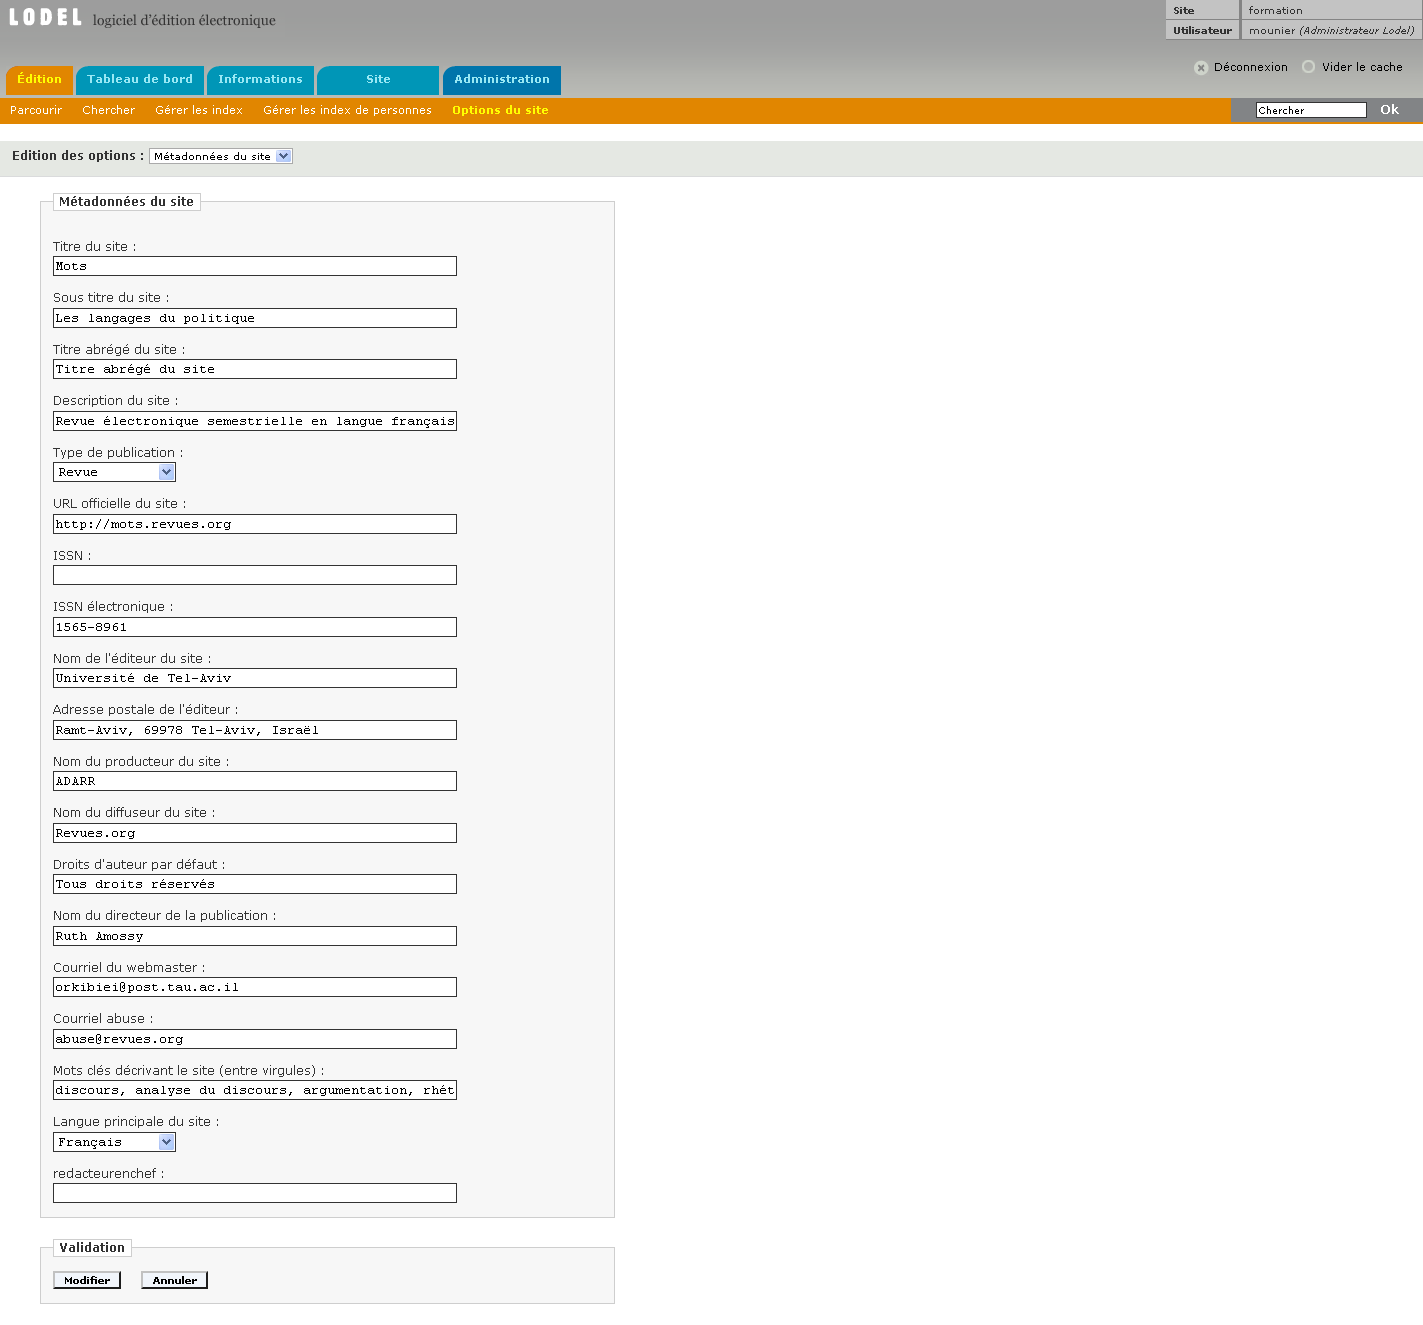 LODEL logiciel d'édition électronique
Site formation
Utilisateur mounier (Administrateur Lodel)
Déconnexion Vider le cache
Édition Tableau de bord Informations Site Administration
Parcourir Chercher Gérer les index Gérer les index de personnes Options du site Chercher Ok
Edition des options : Métadonnées du site
Métadonnées du site
Titre du site :
Mots
Sous titre du site :
Les langages du politique
Titre abrégé du site :
Titre abrégé du site
Description du site :
Revue électronique semestrielle en langue français
Type de publication :
Revue
URL officielle du site :
http://mots.revues.org
ISSN :
ISSN électronique :
1565-8961
Nom de l'éditeur du site :
Université de Tel-Aviv
Adresse postale de l'éditeur :
Ramt-Aviv, 69978 Tel-Aviv, Israël
Nom du producteur du site :
ADARR
Nom du diffuseur du site :
Revues.org
Droits d'auteur par défaut :
Tous droits réservés
Nom du directeur de la publication :
Ruth Amossy
Courriel du webmaster :
orkibiei@post.tau.ac.il
Courriel abuse :
abuse@revues.org
Mots clés décrivant le site (entre virgules) :
discours, analyse du discours, argumentation, rhét
Langue principale du site :
Français
redacteurenchef :
Validation
Modifier Annuler